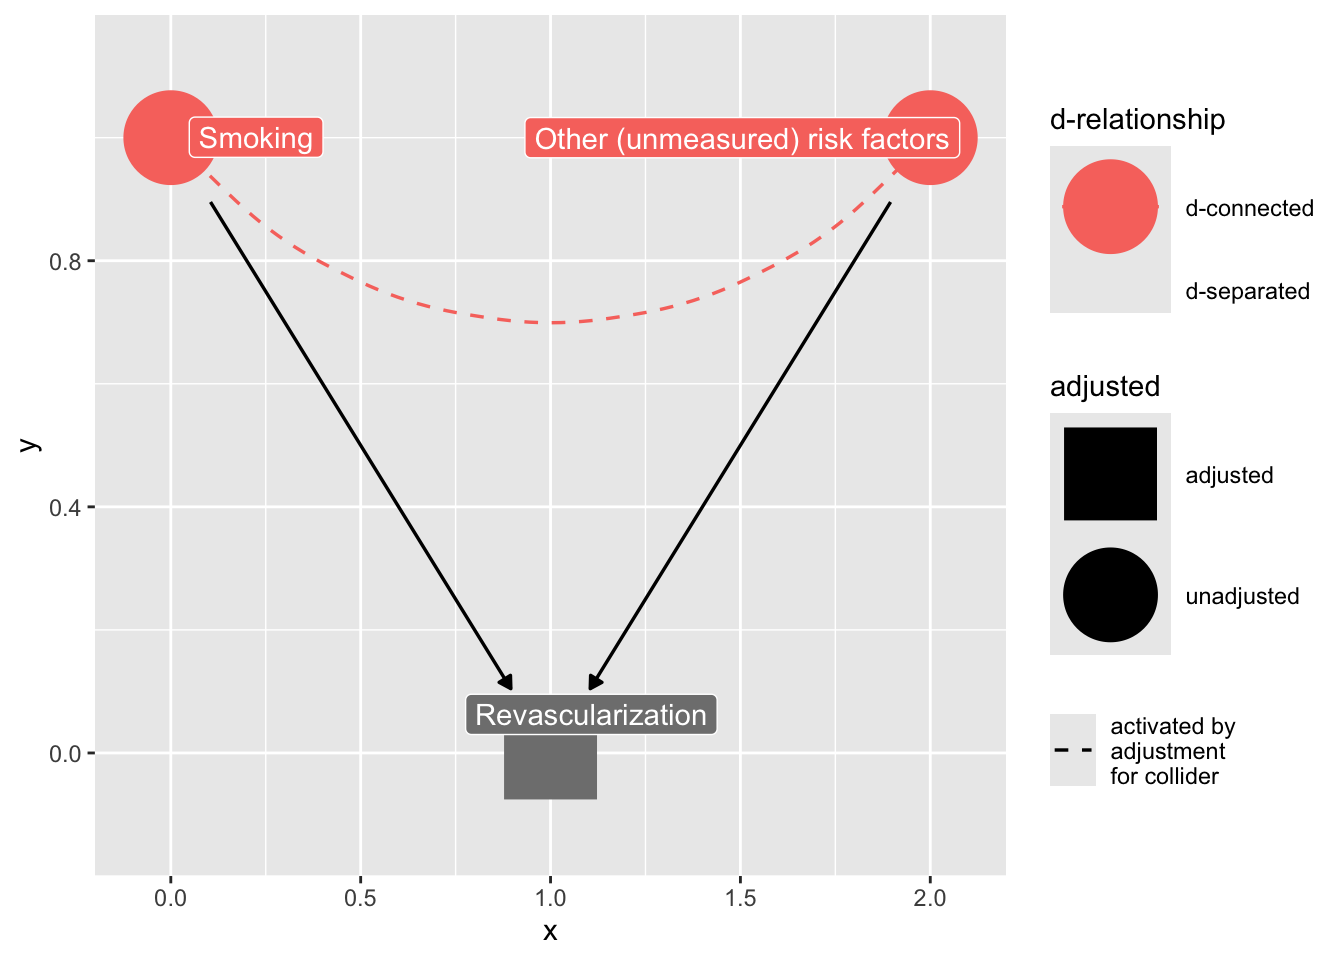 Smoking
Other (unmeasured) risk factors
Revascularization
0.8
0.4
0.0
y
0.0
0.5
1.0
1.5
2.0
x
d-relationship
d-connected
d-separated
adjusted
adjusted
unadjusted
activated by
adjustment
for collider